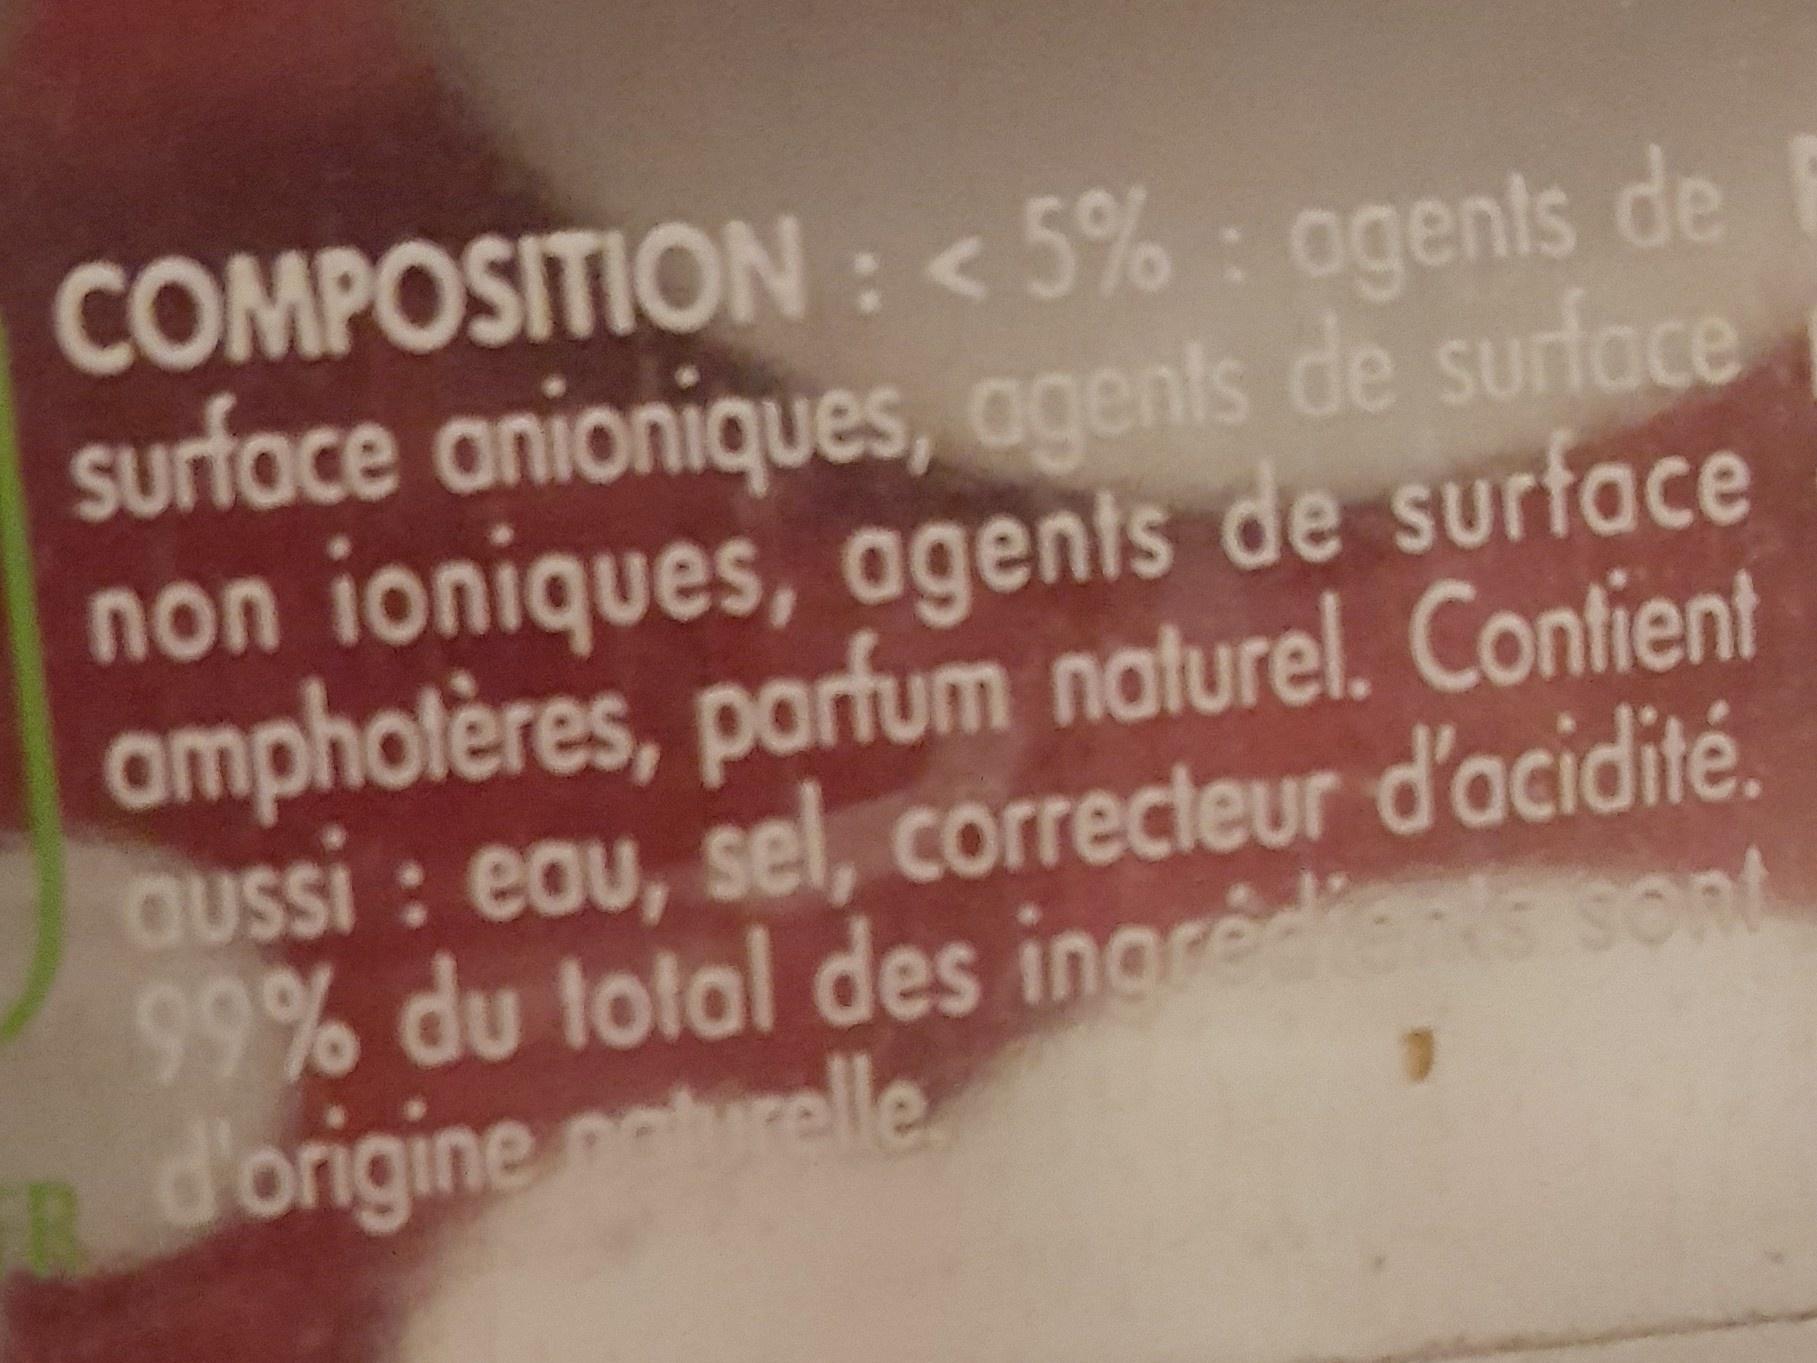 COMPOSITION : < 5% : agents de
surface anioniques, agents de surface
non ioniques, agents de surface
amphotères, parfum naturel. Contient
aussi : eau, sel, correcteur d'acidité.
99% du total des ingrédients sont
d'origine naturelle.